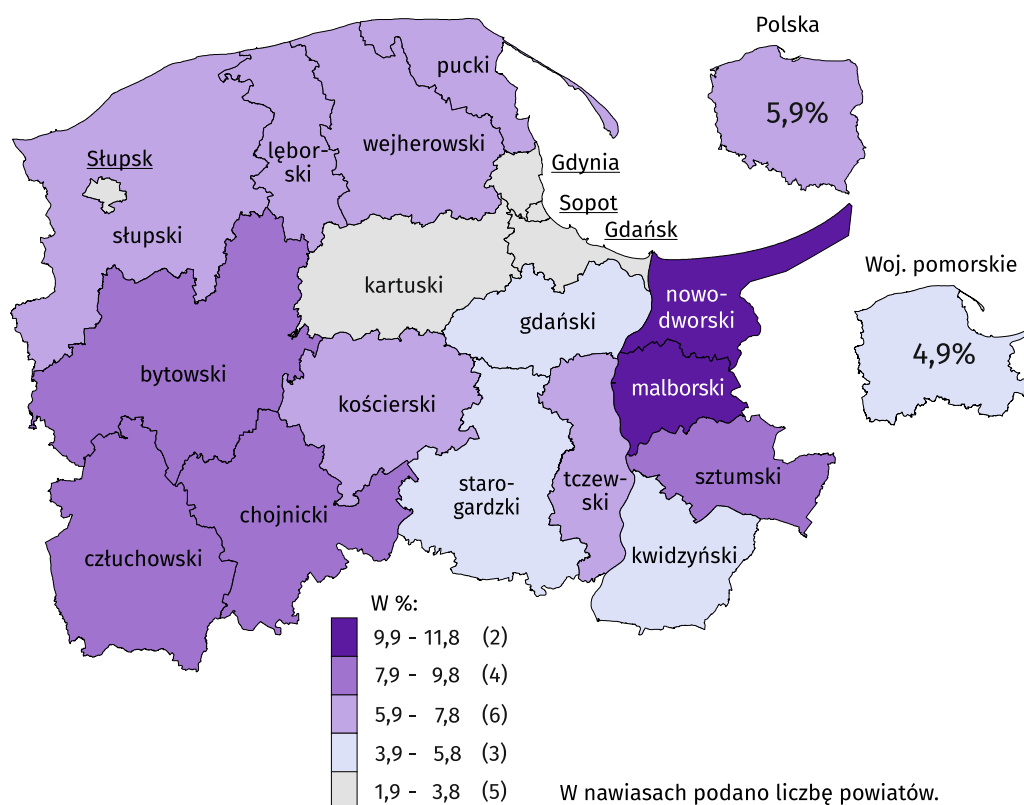 Polska
5,9%
pucki
wejherowski
lębor-
ski
Słupsk
Gdynia
Sopot
Gdańsk
słupski
kartuski
gdański
nowo-
dworski
Woj. pomorskie
4,9%
bytowski
kościerski
malborski
staro-
gardzki
tczew-
ski
sztumski
chojnicki
człuchowski
kwidzyński
W %:
9,9 - 11,8 (2)
7,9 - 9,8 (4)
5,9 - 7,8 (6)
3,9 - 5,8 (3)
1,9 - 3,8 (5)
W nawiasach podano liczbę powiatów.